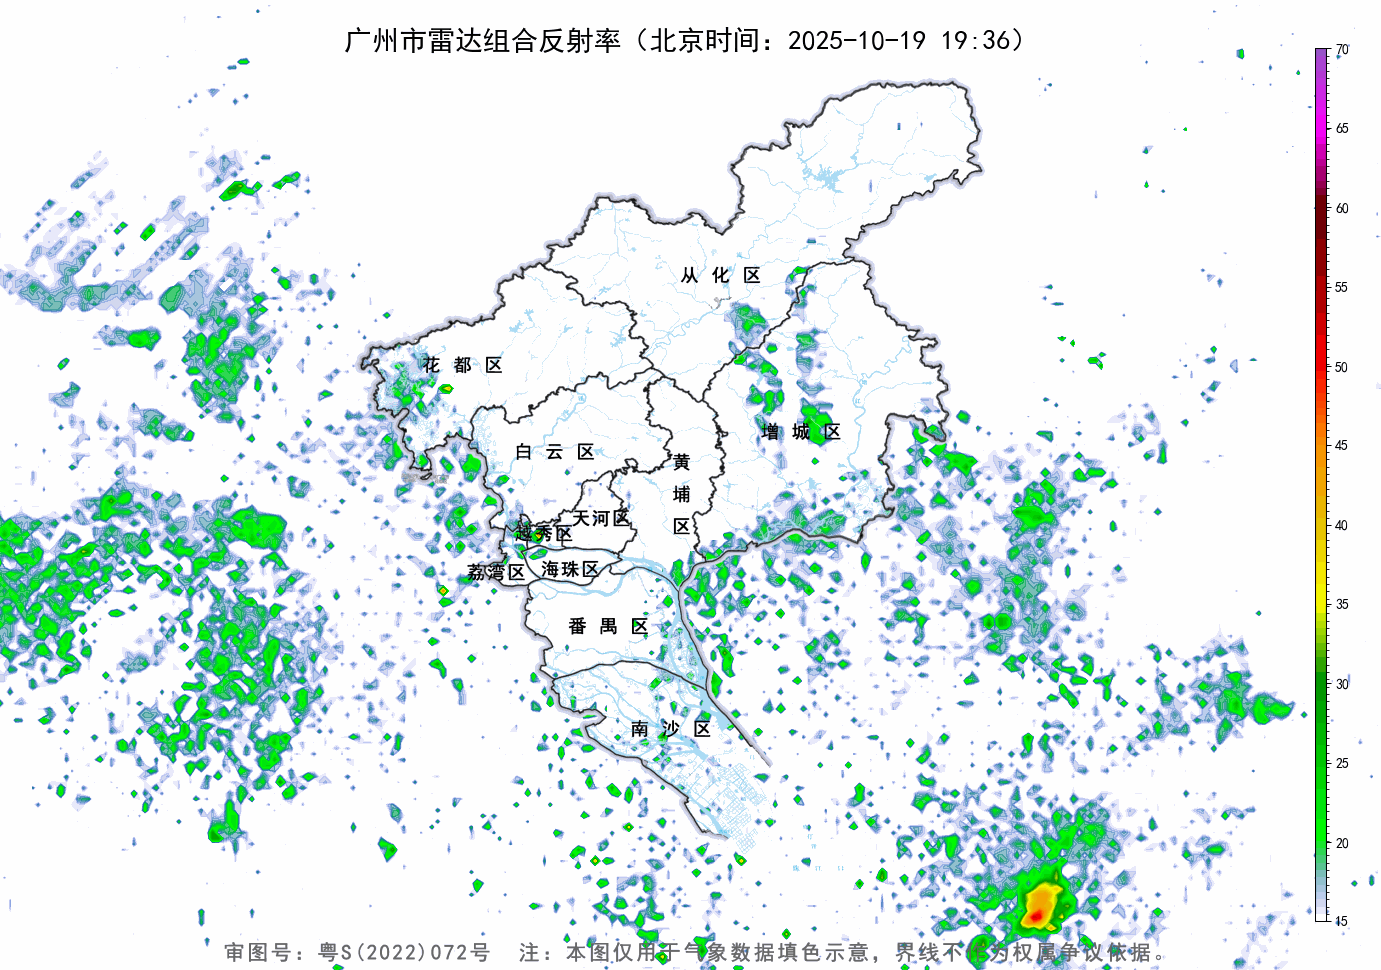 广州市雷达组合反射率（北京时间：2025-10-19 19:36）
70
65
60
55
50
45
40
35
30
25
20
15
从化区
花都区
增城区
白云区
黄埔区
天河区
越秀区
荔湾区
海珠区
番禺区
南沙区
审图号：粤S(2022)072号 注：本图仅用于气象数据填色示意，界线不作为权属争议依据。